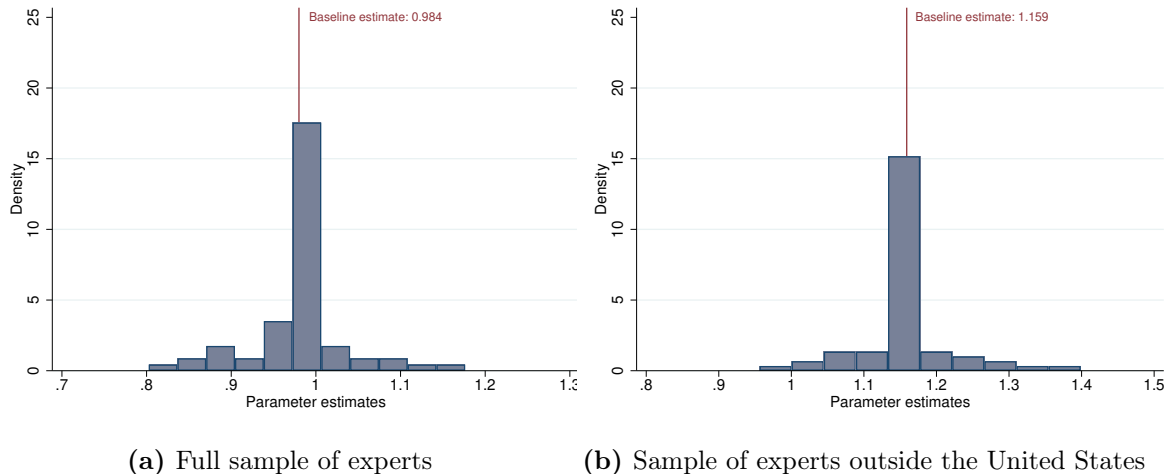 Baseline estimate: 0.984
25
20
15
10
5
0
Density
.7 .8 .9 1 1.1 1.2 1.3
Parameter estimates
(a) Full sample of experts
Baseline estimate: 1.159
25
20
15
10
5
0
Density
.8 .9 1 1.1 1.2 1.3 1.4 1.5
Parameter estimates
(b) Sample of experts outside the United States